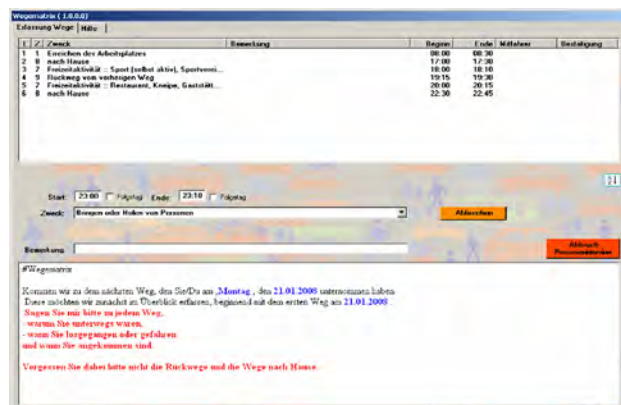 Wegematrix ( 1.0.0.0)
Erfassung Wege Hilfe
Z Zweck Bemerkung Beginn Ende Mitfahrer Bestätigung
1 1 Erreichen des Arbeitsplatzes 08:00 08:30
2 8 nach Hause 17:00 17:30
3 7 Freizeitaktivität :: Sport (selbst aktiv), Sportverei... 18:00 18:10
4 9 Rückweg vom vorherigen Weg 19:15 19:30
5 7 Freizeitaktivität :: Restaurant, Kneipe, Gaststätt... 20:00 20:15
6 8 nach Hause 22:30 22:45
Start: 23:00 Folgetag Ende: 23:10 Folgetag
Zweck: Bringen oder Holen von Personen
Bemerkung:
Abbruch
#Wegematrix
Kommen wir zu dem nächsten Weg, den Sie/Du am „Montag , den 21.01.2008 unternommen haben.
Diese möchten wir zunächst im Überblick erfassen, beginnend mit dem ersten Weg am 21.01.2008 .
Sagen Sie mir bitte zu jedem Weg,
- warum Sie unterwegs waren,
- wann Sie losgegangen oder gefahren
und wann Sie angekommen sind.
Vergessen Sie dabei bitte nicht die Rückwege und die Wege nach Hause.